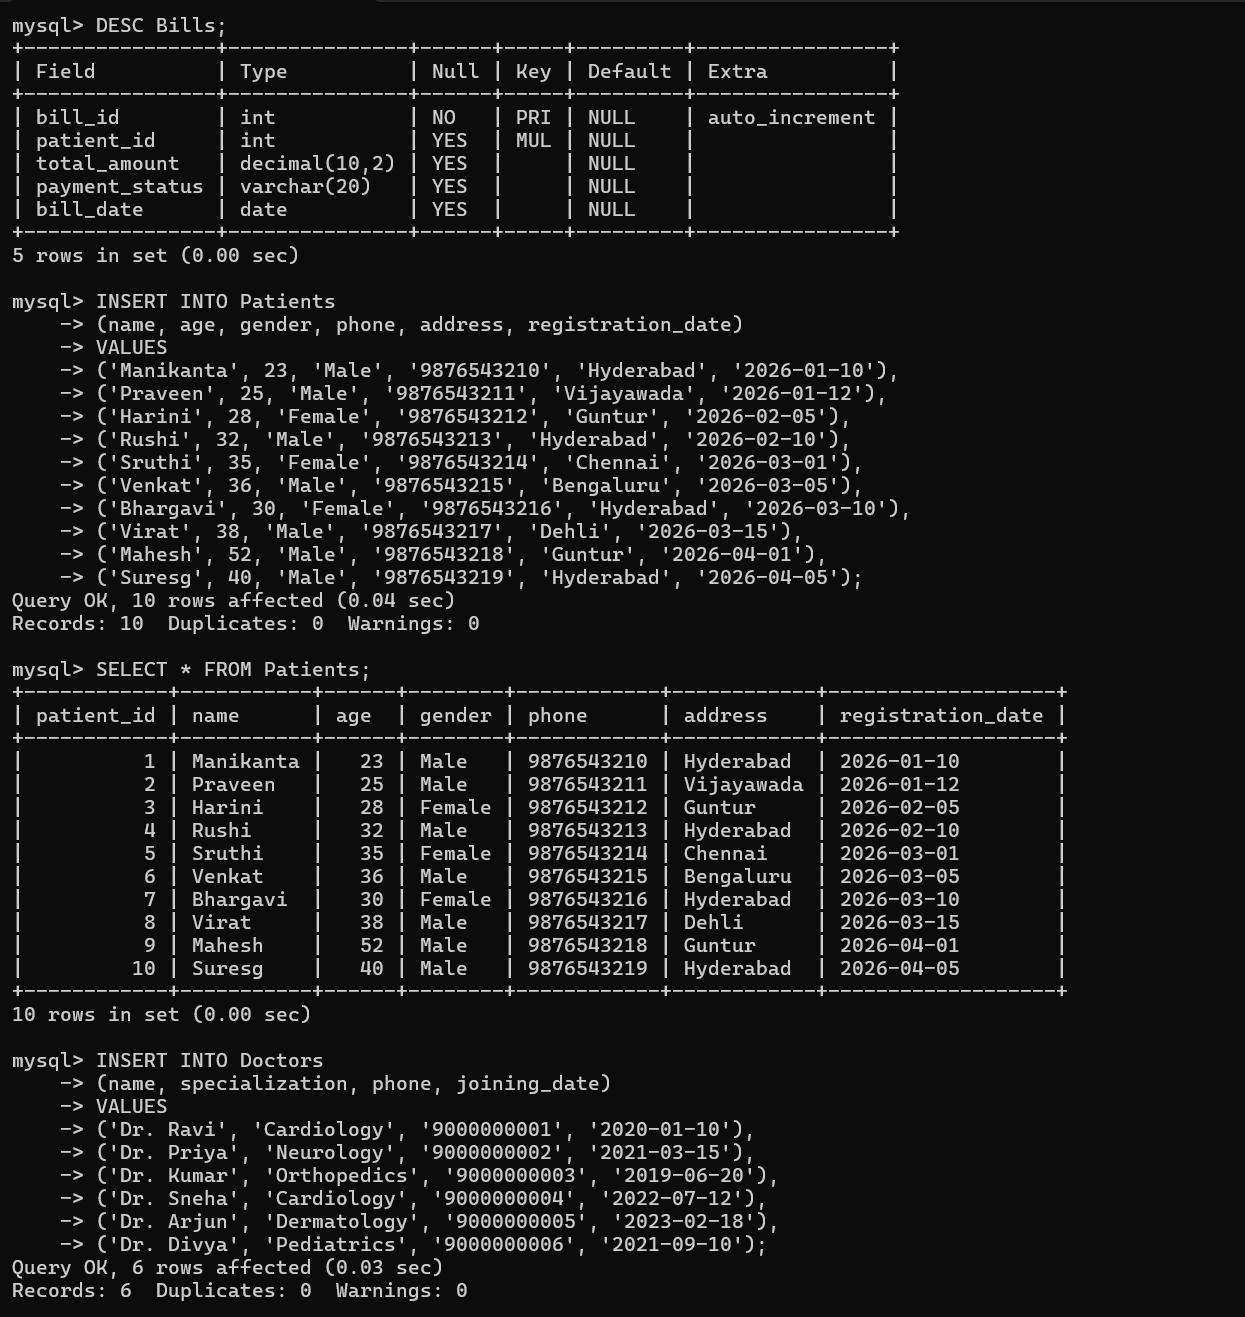 mysql> DESC Bills;
+----------------+---------------+------+-----+---------+----------------+
| Field          | Type          | Null | Key | Default | Extra          |
+----------------+---------------+------+-----+---------+----------------+
| bill_id        | int           | NO   | PRI | NULL    | auto_increment |
| patient_id     | int           | YES  | MUL | NULL    |                |
| total_amount   | decimal(10,2) | YES  |     | NULL    |                |
| payment_status | varchar(20)   | YES  |     | NULL    |                |
| bill_date      | date          | YES  |     | NULL    |                |
+----------------+---------------+------+-----+---------+----------------+
5 rows in set (0.00 sec)

mysql> INSERT INTO Patients
    -> (name, age, gender, phone, address, registration_date)
    -> VALUES
    -> ('Manikanta', 23, 'Male', '9876543210', 'Hyderabad', '2026-01-10'),
    -> ('Praveen', 25, 'Male', '9876543211', 'Vijayawada', '2026-01-12'),
    -> ('Harini', 28, 'Female', '9876543212', 'Guntur', '2026-02-05'),
    -> ('Rushi', 32, 'Male', '9876543213', 'Hyderabad', '2026-02-10'),
    -> ('Sruthi', 35, 'Female', '9876543214', 'Chennai', '2026-03-01'),
    -> ('Venkat', 36, 'Male', '9876543215', 'Bengaluru', '2026-03-05'),
    -> ('Bhargavi', 30, 'Female', '9876543216', 'Hyderabad', '2026-03-10'),
    -> ('Virat', 38, 'Male', '9876543217', 'Dehli', '2026-03-15'),
    -> ('Mahesh', 52, 'Male', '9876543218', 'Guntur', '2026-04-01'),
    -> ('Suresg', 40, 'Male', '9876543219', 'Hyderabad', '2026-04-05');
Query OK, 10 rows affected (0.04 sec)
Records: 10  Duplicates: 0  Warnings: 0

mysql> SELECT * FROM Patients;
+------------+-----------+------+--------+------------+------------+-------------------+
| patient_id | name      | age  | gender | phone      | address    | registration_date |
+------------+-----------+------+--------+------------+------------+-------------------+
|          1 | Manikanta |   23 | Male   | 9876543210 | Hyderabad  | 2026-01-10        |
|          2 | Praveen   |   25 | Male   | 9876543211 | Vijayawada | 2026-01-12        |
|          3 | Harini    |   28 | Female | 9876543212 | Guntur     | 2026-02-05        |
|          4 | Rushi     |   32 | Male   | 9876543213 | Hyderabad  | 2026-02-10        |
|          5 | Sruthi    |   35 | Female | 9876543214 | Chennai    | 2026-03-01        |
|          6 | Venkat    |   36 | Male   | 9876543215 | Bengaluru  | 2026-03-05        |
|          7 | Bhargavi  |   30 | Female | 9876543216 | Hyderabad  | 2026-03-10        |
|          8 | Virat     |   38 | Male   | 9876543217 | Dehli      | 2026-03-15        |
|          9 | Mahesh    |   52 | Male   | 9876543218 | Guntur     | 2026-04-01        |
|         10 | Suresg    |   40 | Male   | 9876543219 | Hyderabad  | 2026-04-05        |
+------------+-----------+------+--------+------------+------------+-------------------+
10 rows in set (0.00 sec)

mysql> INSERT INTO Doctors
    -> (name, specialization, phone, joining_date)
    -> VALUES
    -> ('Dr. Ravi', 'Cardiology', '9000000001', '2020-01-10'),
    -> ('Dr. Priya', 'Neurology', '9000000002', '2021-03-15'),
    -> ('Dr. Kumar', 'Orthopedics', '9000000003', '2019-06-20'),
    -> ('Dr. Sneha', 'Cardiology', '9000000004', '2022-07-12'),
    -> ('Dr. Arjun', 'Dermatology', '9000000005', '2023-02-18'),
    -> ('Dr. Divya', 'Pediatrics', '9000000006', '2021-09-10');
Query OK, 6 rows affected (0.03 sec)
Records: 6  Duplicates: 0  Warnings: 0